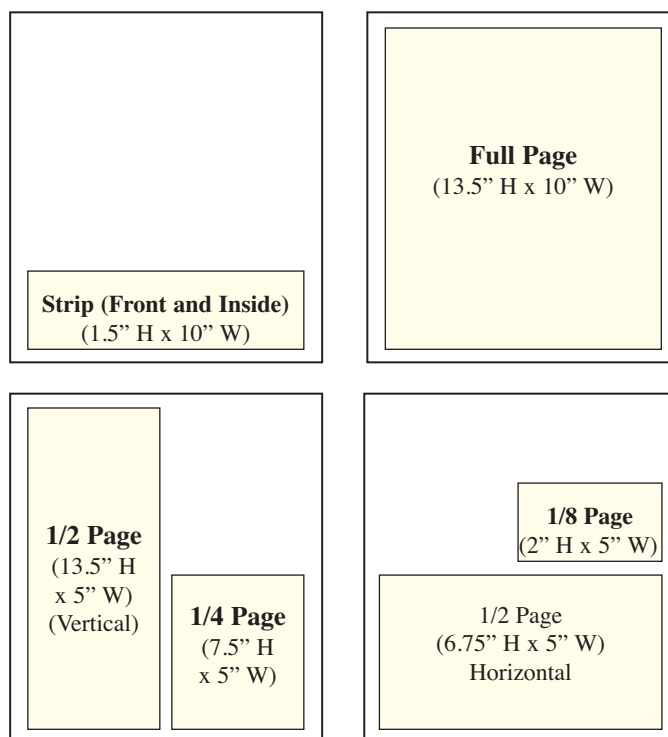 Strip (Front and Inside)
(1.5” H x 10” W)
Full Page
(13.5” H x 10” W)
1/2 Page
(13.5” H
x 5” W)
(Vertical)
1/4 Page
(7.5” H
x 5” W)
1/8 Page
(2” H x 5” W)
1/2 Page
(6.75” H x 5” W)
Horizontal